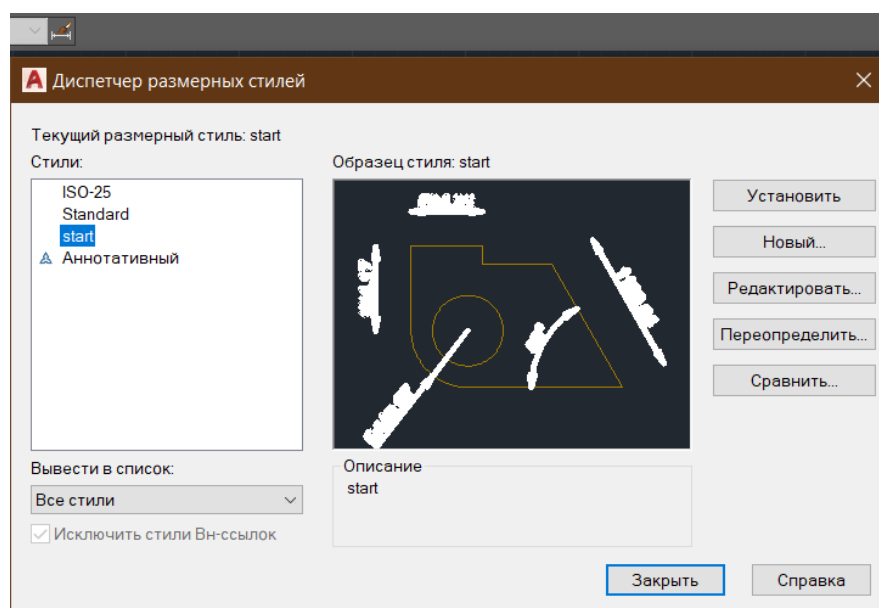 Диспетчер размерных стилей
Текущий размерный стиль: start
Стили:
Образец стиля: start
ISO-25
Standard
start
Аннотативный
Установить
Новый...
Редактировать...
Переопределить...
Сравнить...
Вывести в список:
Все стили
Исключить стили Вн-ссылок
Описание
start
Закрыть
Справка